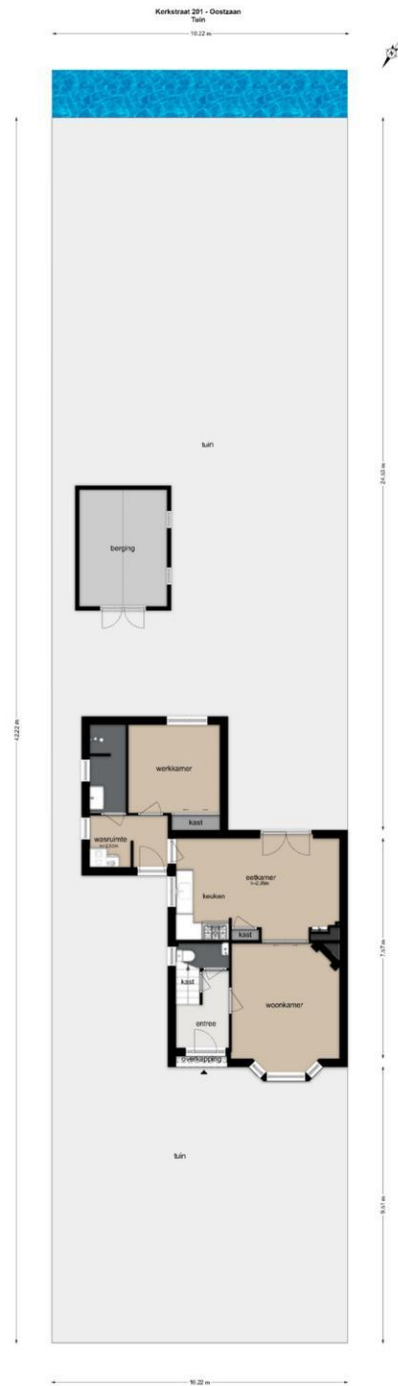 Kerkstraat 201 - Oostzaan
Tuin
10.22 m
tuin
berging
werkkamer
kast
wasruimte
eetkamer
keuken
kast
kast
woonkamer
entree
overkapping
tuin
10.22 m